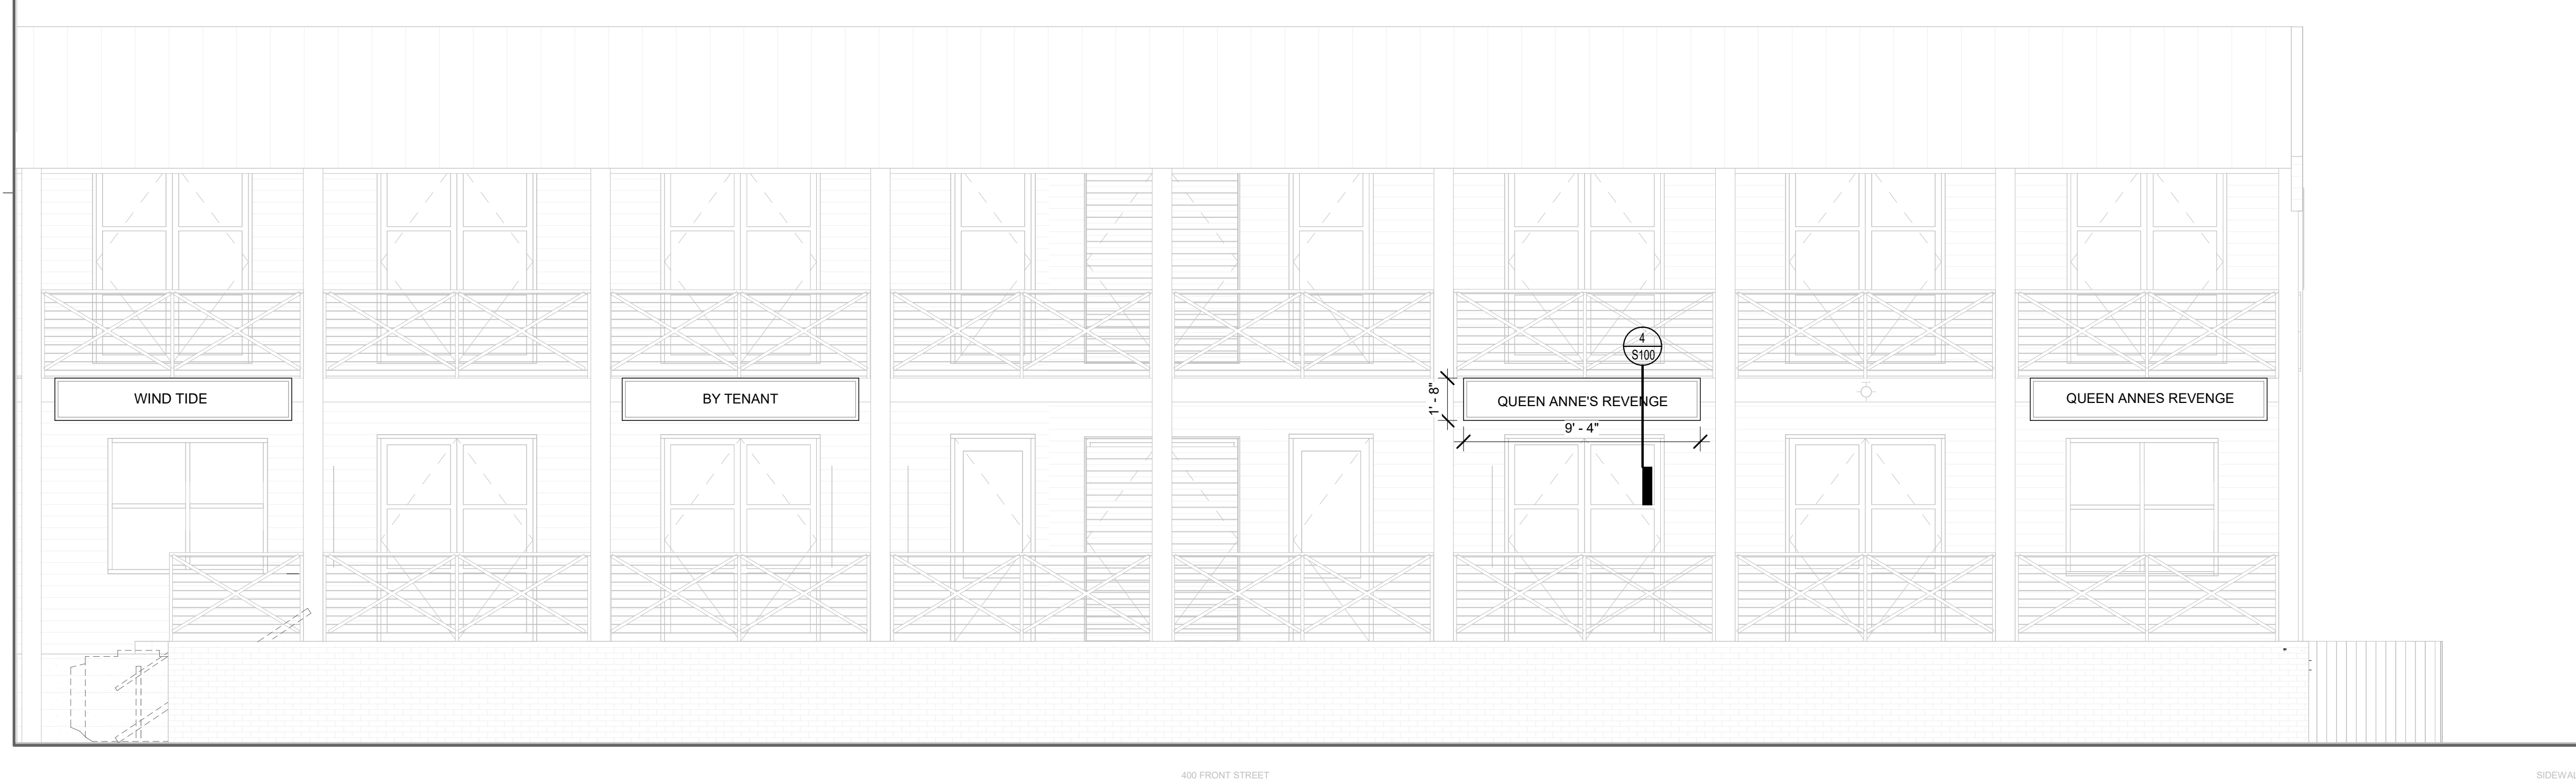 4
S100
WIND TIDE
BY TENANT
1' - 8"
QUEEN ANNE'S REVENGE
QUEEN ANNES REVENGE
9' - 4"
400 FRONT STREET